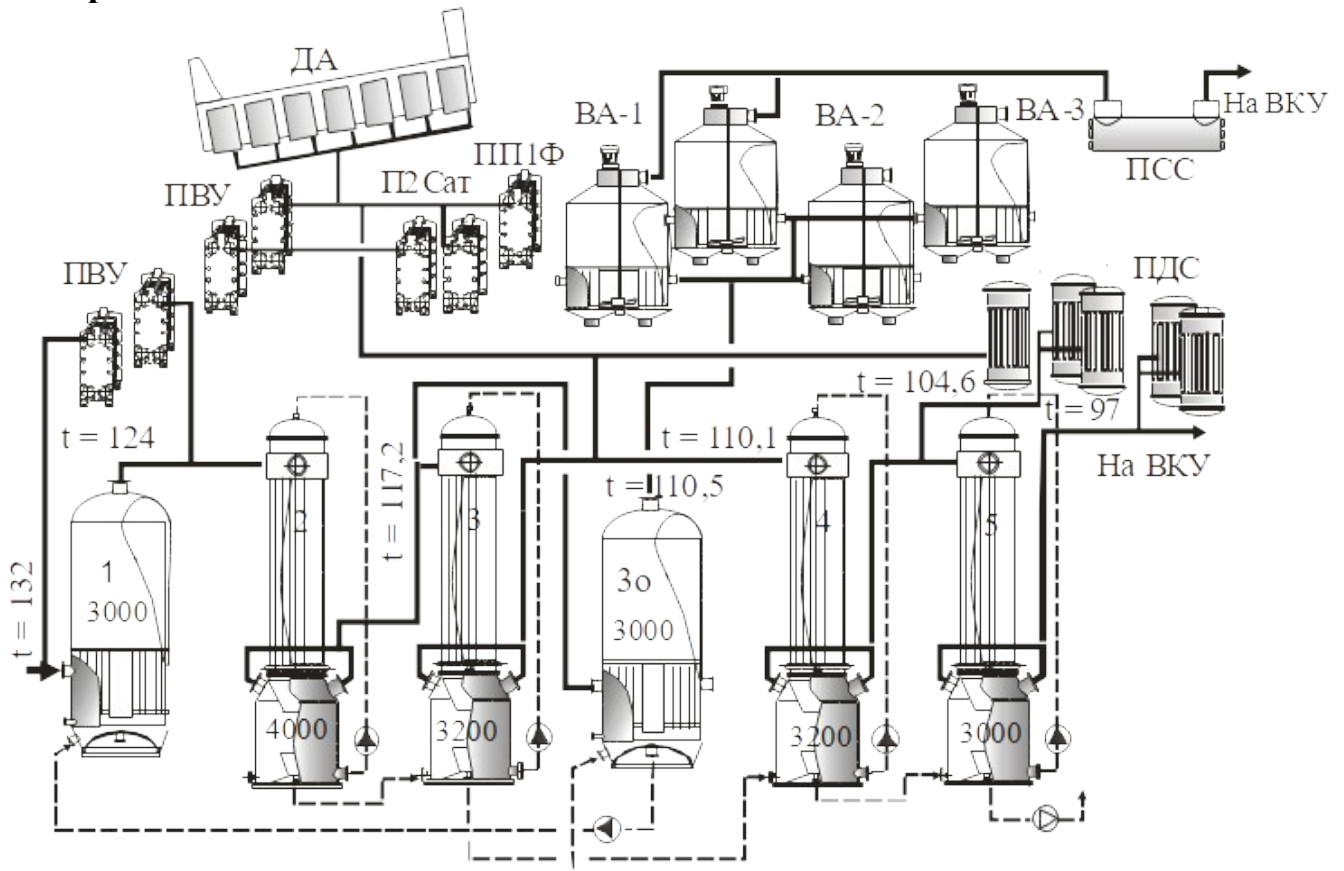 ДА
ВА-1
ВА-2
ВА-3
На ВКУ
ПСС
ПВУ
П2 Сат
ПП1Ф
ПВУ
ПДС
t = 104,6
t = 97
t = 124
t = 117,2
t = 110,1
t = 110,5
На ВКУ
t = 132
1
3000
2
4000
3
3200
3о
3000
4
3200
5
3000